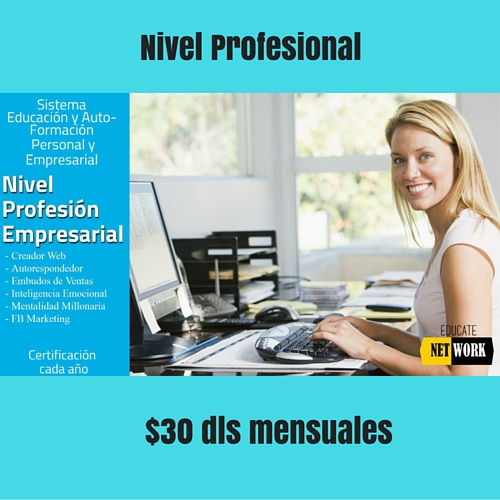 Nivel Profesional
Sistema
Educación y Auto-
Formación
Personal y
Empresarial
Nivel
Profesión
Empresarial
- Creador Web
- Autorespondedor
- Embudos de Ventas
- Inteligencia Emocional
- Mentalidad Millonaria
- FB Marketing
Certificación
cada año
EDUCATE
NETWORK
$30 dls mensuales